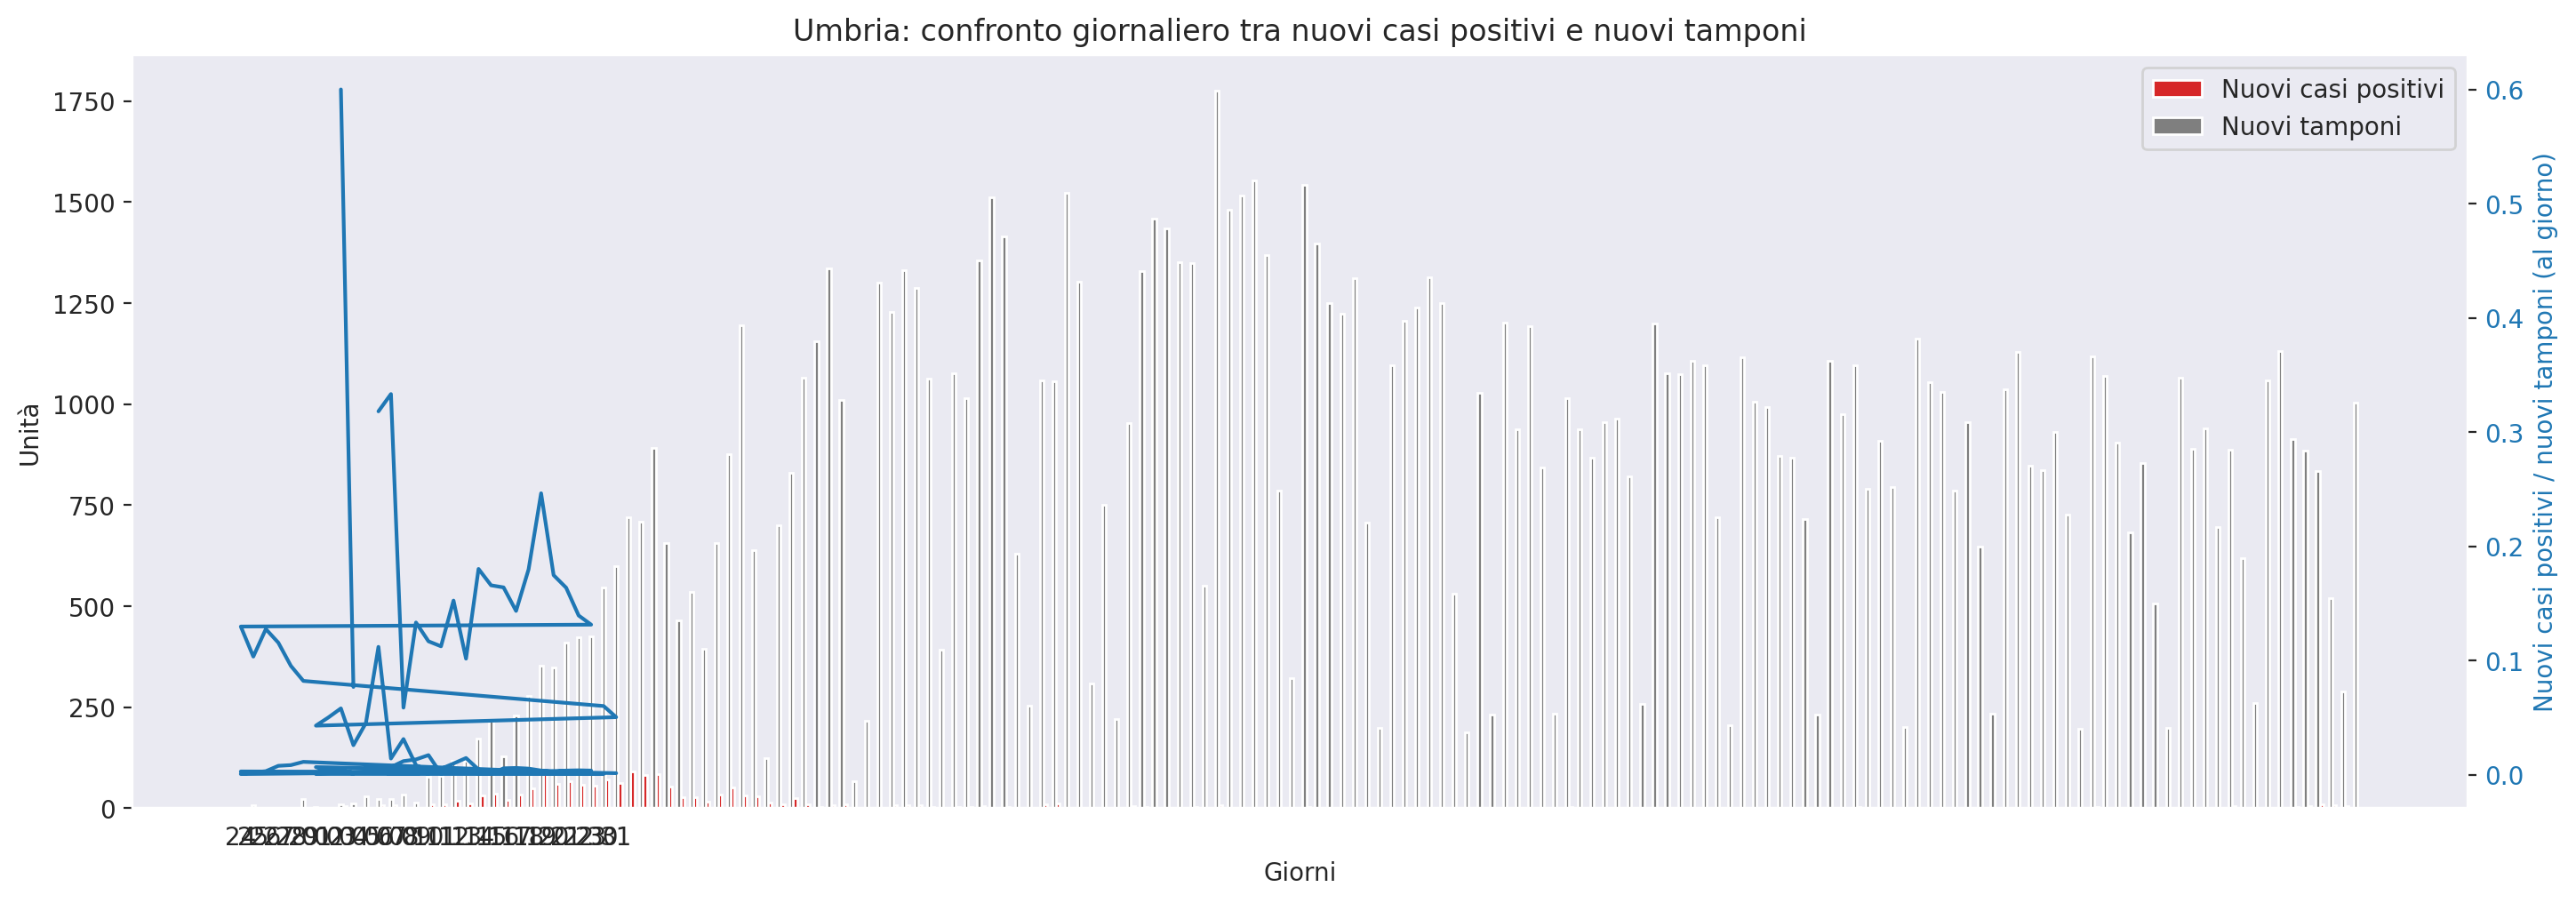 Umbria: confronto giornaliero tra nuovi casi positivi e nuovi tamponi
Nuovi casi positivi
Nuovi tamponi
Unità
1750
1500
1250
1000
750
500
250
0
0.6
0.5
0.4
0.3
0.2
0.1
0.0
Nuovi casi positivi / nuovi tamponi (al giorno)
Giorni